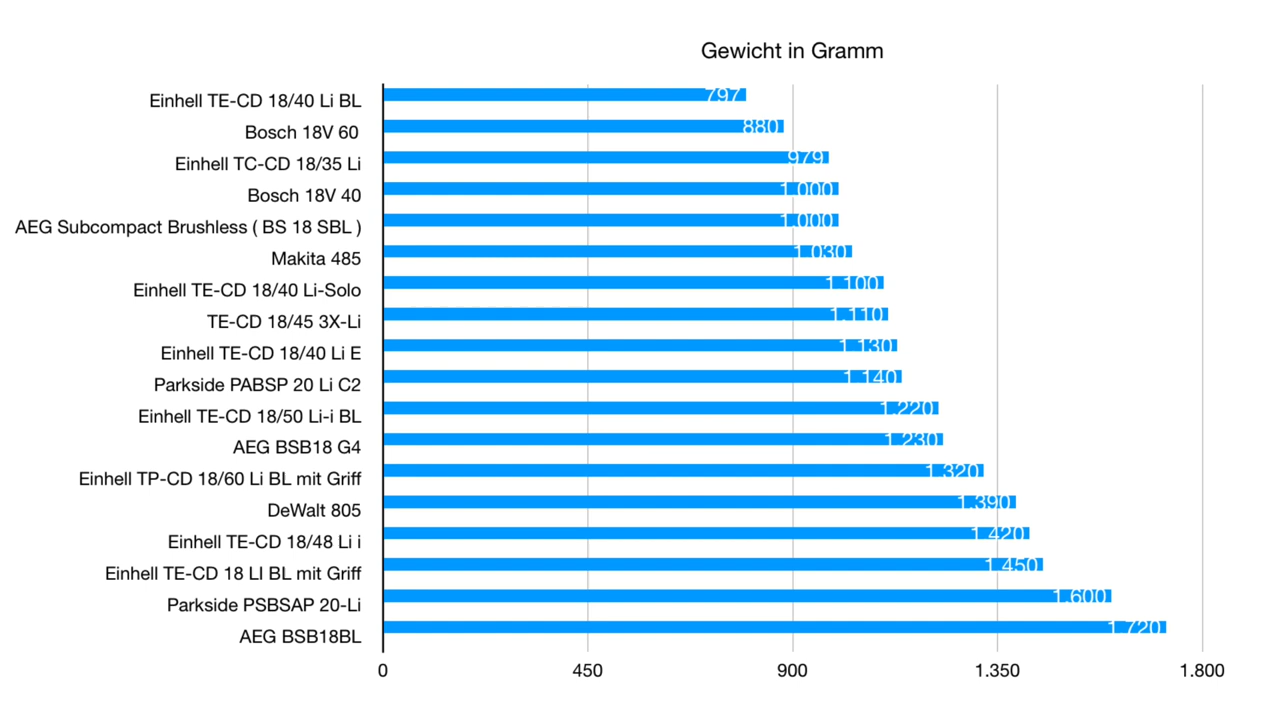 Gewicht in Gramm
Einhell TE-CD 18/40 Li BL 797
Bosch 18V 60 880
Einhell TC-CD 18/35 Li 979
Bosch 18V 40 1.000
AEG Subcompact Brushless ( BS 18 SBL ) 1.000
Makita 485 1.030
Einhell TE-CD 18/40 Li-Solo 1.100
TE-CD 18/45 3X-Li 1.110
Einhell TE-CD 18/40 Li E 1.130
Parkside PABSP 20 Li C2 1.140
Einhell TE-CD 18/50 Li-i BL 1.220
AEG BSB18 G4 1.230
Einhell TP-CD 18/60 Li BL mit Griff 1.320
DeWalt 805 1.390
Einhell TE-CD 18/48 Li i 1.420
Einhell TE-CD 18 LI BL mit Griff 1.450
Parkside PSBSAP 20-Li 1.600
AEG BSB18BL 1.720
0 450 900 1.350 1.800